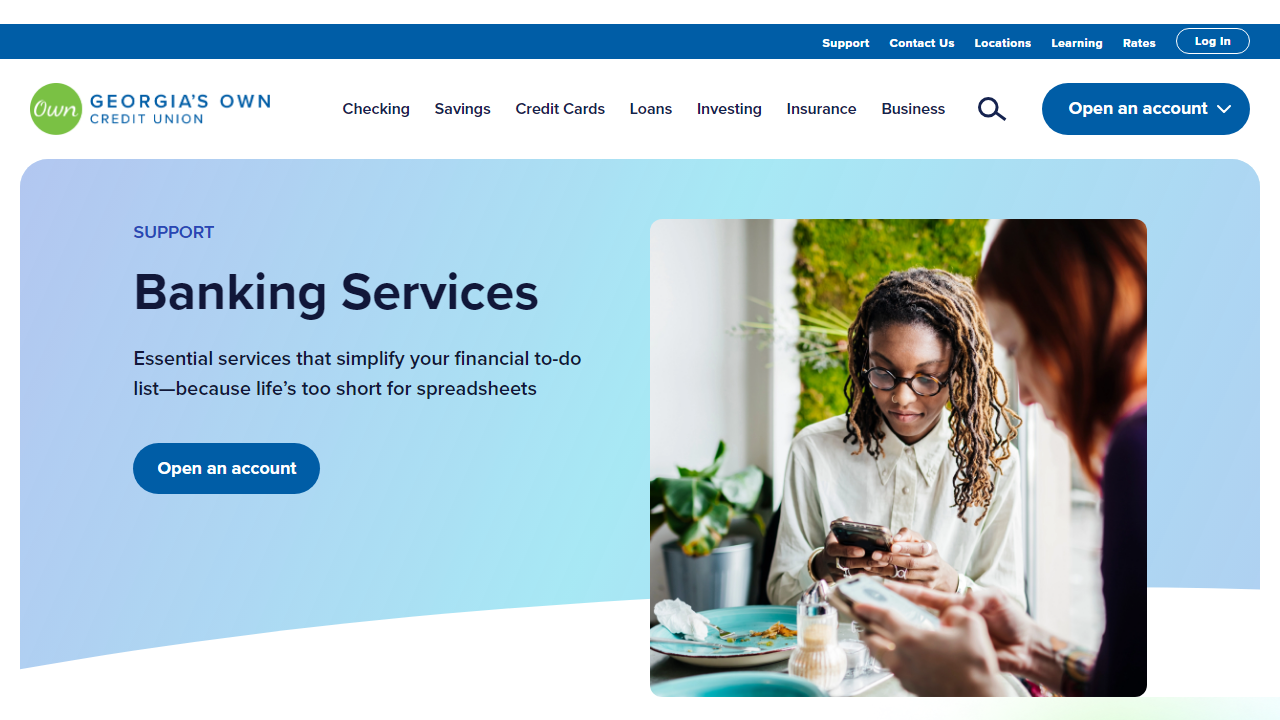 Support Contact Us Locations Learning Rates Log In
Own GEORGIA'S OWN
CREDIT UNION
Checking Savings Credit Cards Loans Investing Insurance Business Open an account
SUPPORT
Banking Services
Essential services that simplify your financial to-do
list—because life's too short for spreadsheets
Open an account